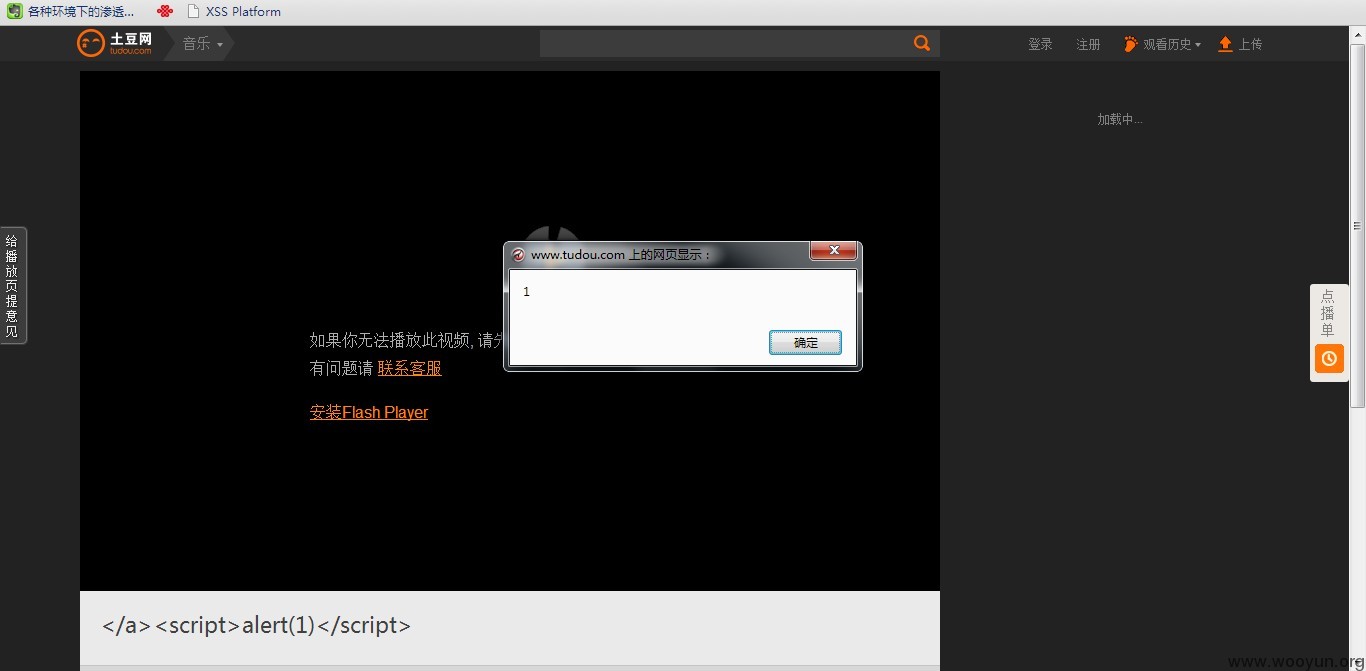 各种环境下的渗透... XSS Platform
土豆网
tudou.com
音乐
登录 注册 观看历史 上传
加载中...
给播放页提意见
www.tudou.com 上的网页显示：
1
确定
如果你无法播放此视频, 请
有问题请 联系客服
安装Flash Player
点播单
</a><script>alert(1)</script>
www.wooyun.org